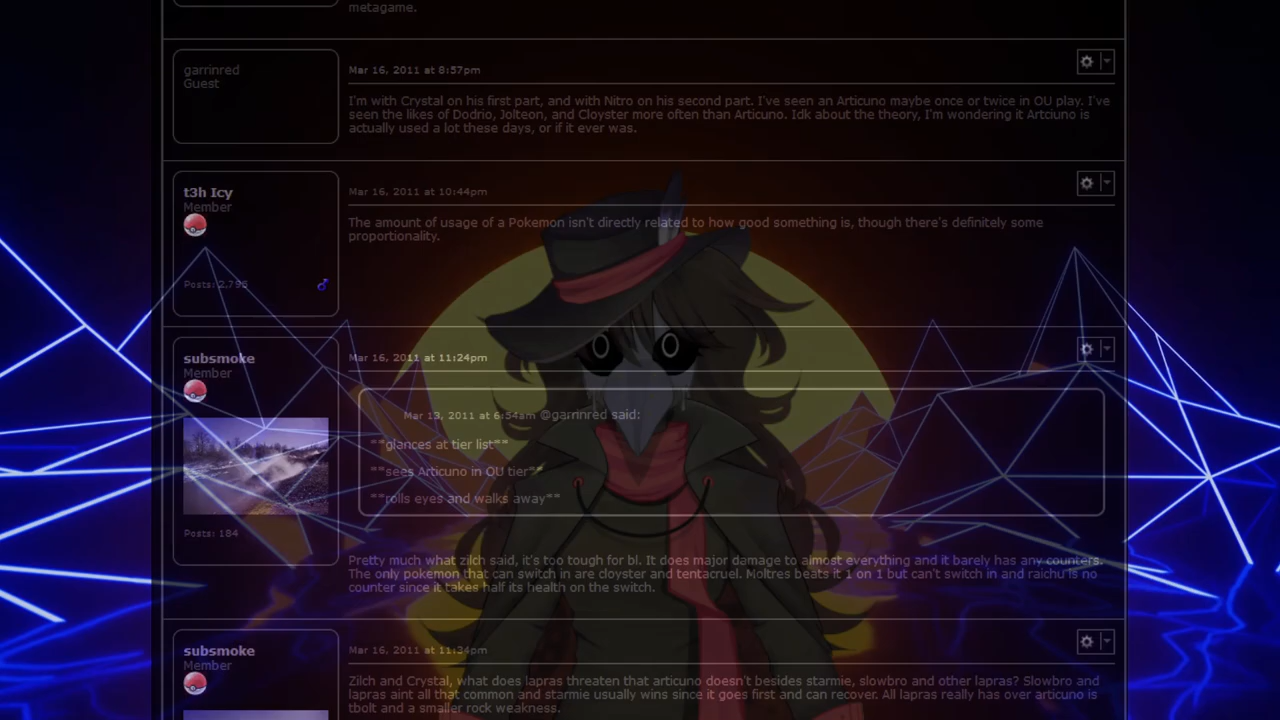 metagame.
garrinred
Guest
Mar 16, 2011 at 8:57pm
I'm with Crystal on his first part, and with Nitro on his second part. I've seen an Articuno maybe once or twice in OU play. I've
seen the likes of Dodrio, Jolteon, and Cloyster more often than Articuno. Idk about the theory, I'm wondering it Artciuno is
actually used a lot these days, or if it ever was.
t3h Icy
Member
Posts: 2,796
Mar 16, 2011 at 10:44pm
The amount of usage of a Pokemon isn't directly related to how good something is, though there's definitely some
proportionality.
subsmoke
Member
Posts: 184
Mar 16, 2011 at 11:24pm
Mar 13, 2011 at 6:54am @garrinred said:
**glances at tier list**
**sees Articuno in OU tier**
**rolls eyes and walks away**
Pretty much what zilch said, it's too tough for bl. It does major damage to almost everything and it barely has any counters.
The only pokemon that can switch in are cloyster and tentacruel. Moltres beats it 1 on 1 but can't switch in and raichu is no
counter since it takes half its health on the switch.
subsmoke
Member
Mar 16, 2011 at 11:34pm
Zilch and Crystal, what does lapras threaten that articuno doesn't besides starmie, slowbro and other lapras? Slowbro and
lapras aint all that common and starmie usually wins since it goes first and can recover. All lapras really has over articuno is
tbolt and a smaller rock weakness.